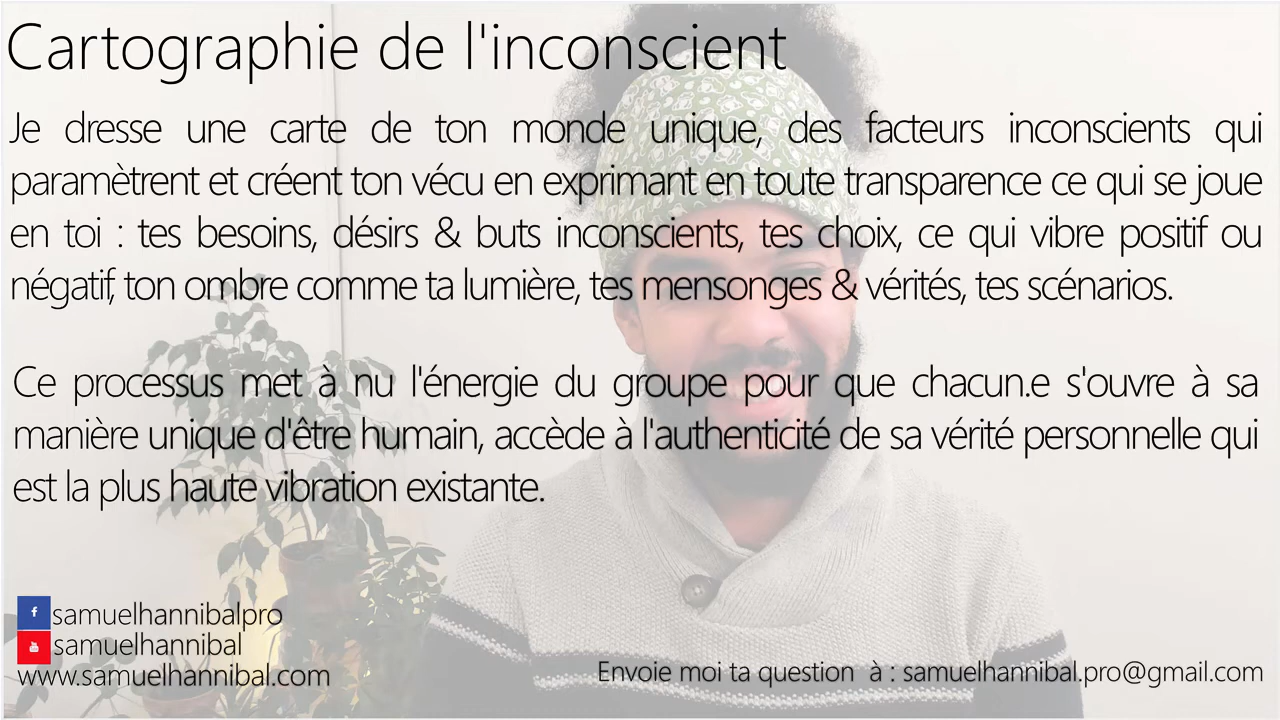 Cartographie de l'inconscient
Je dresse une carte de ton monde unique, des facteurs inconscients qui
paramètrent et créent ton vécu en exprimant en toute transparence ce qui se joue
en toi : tes besoins, désirs & buts inconscients, tes choix, ce qui vibre positif ou
négatif, ton ombre comme ta lumière, tes mensonges & vérités, tes scénarios.
Ce processus met à nu l'énergie du groupe pour que chacun.e s'ouvre à sa
manière unique d'être humain, accède à l'authenticité de sa vérité personnelle qui
est la plus haute vibration existante.
samuelhannibalpro
samuelhannibal
www.samuelhannibal.com
Envoie moi ta question à : samuelhannibal.pro@gmail.com